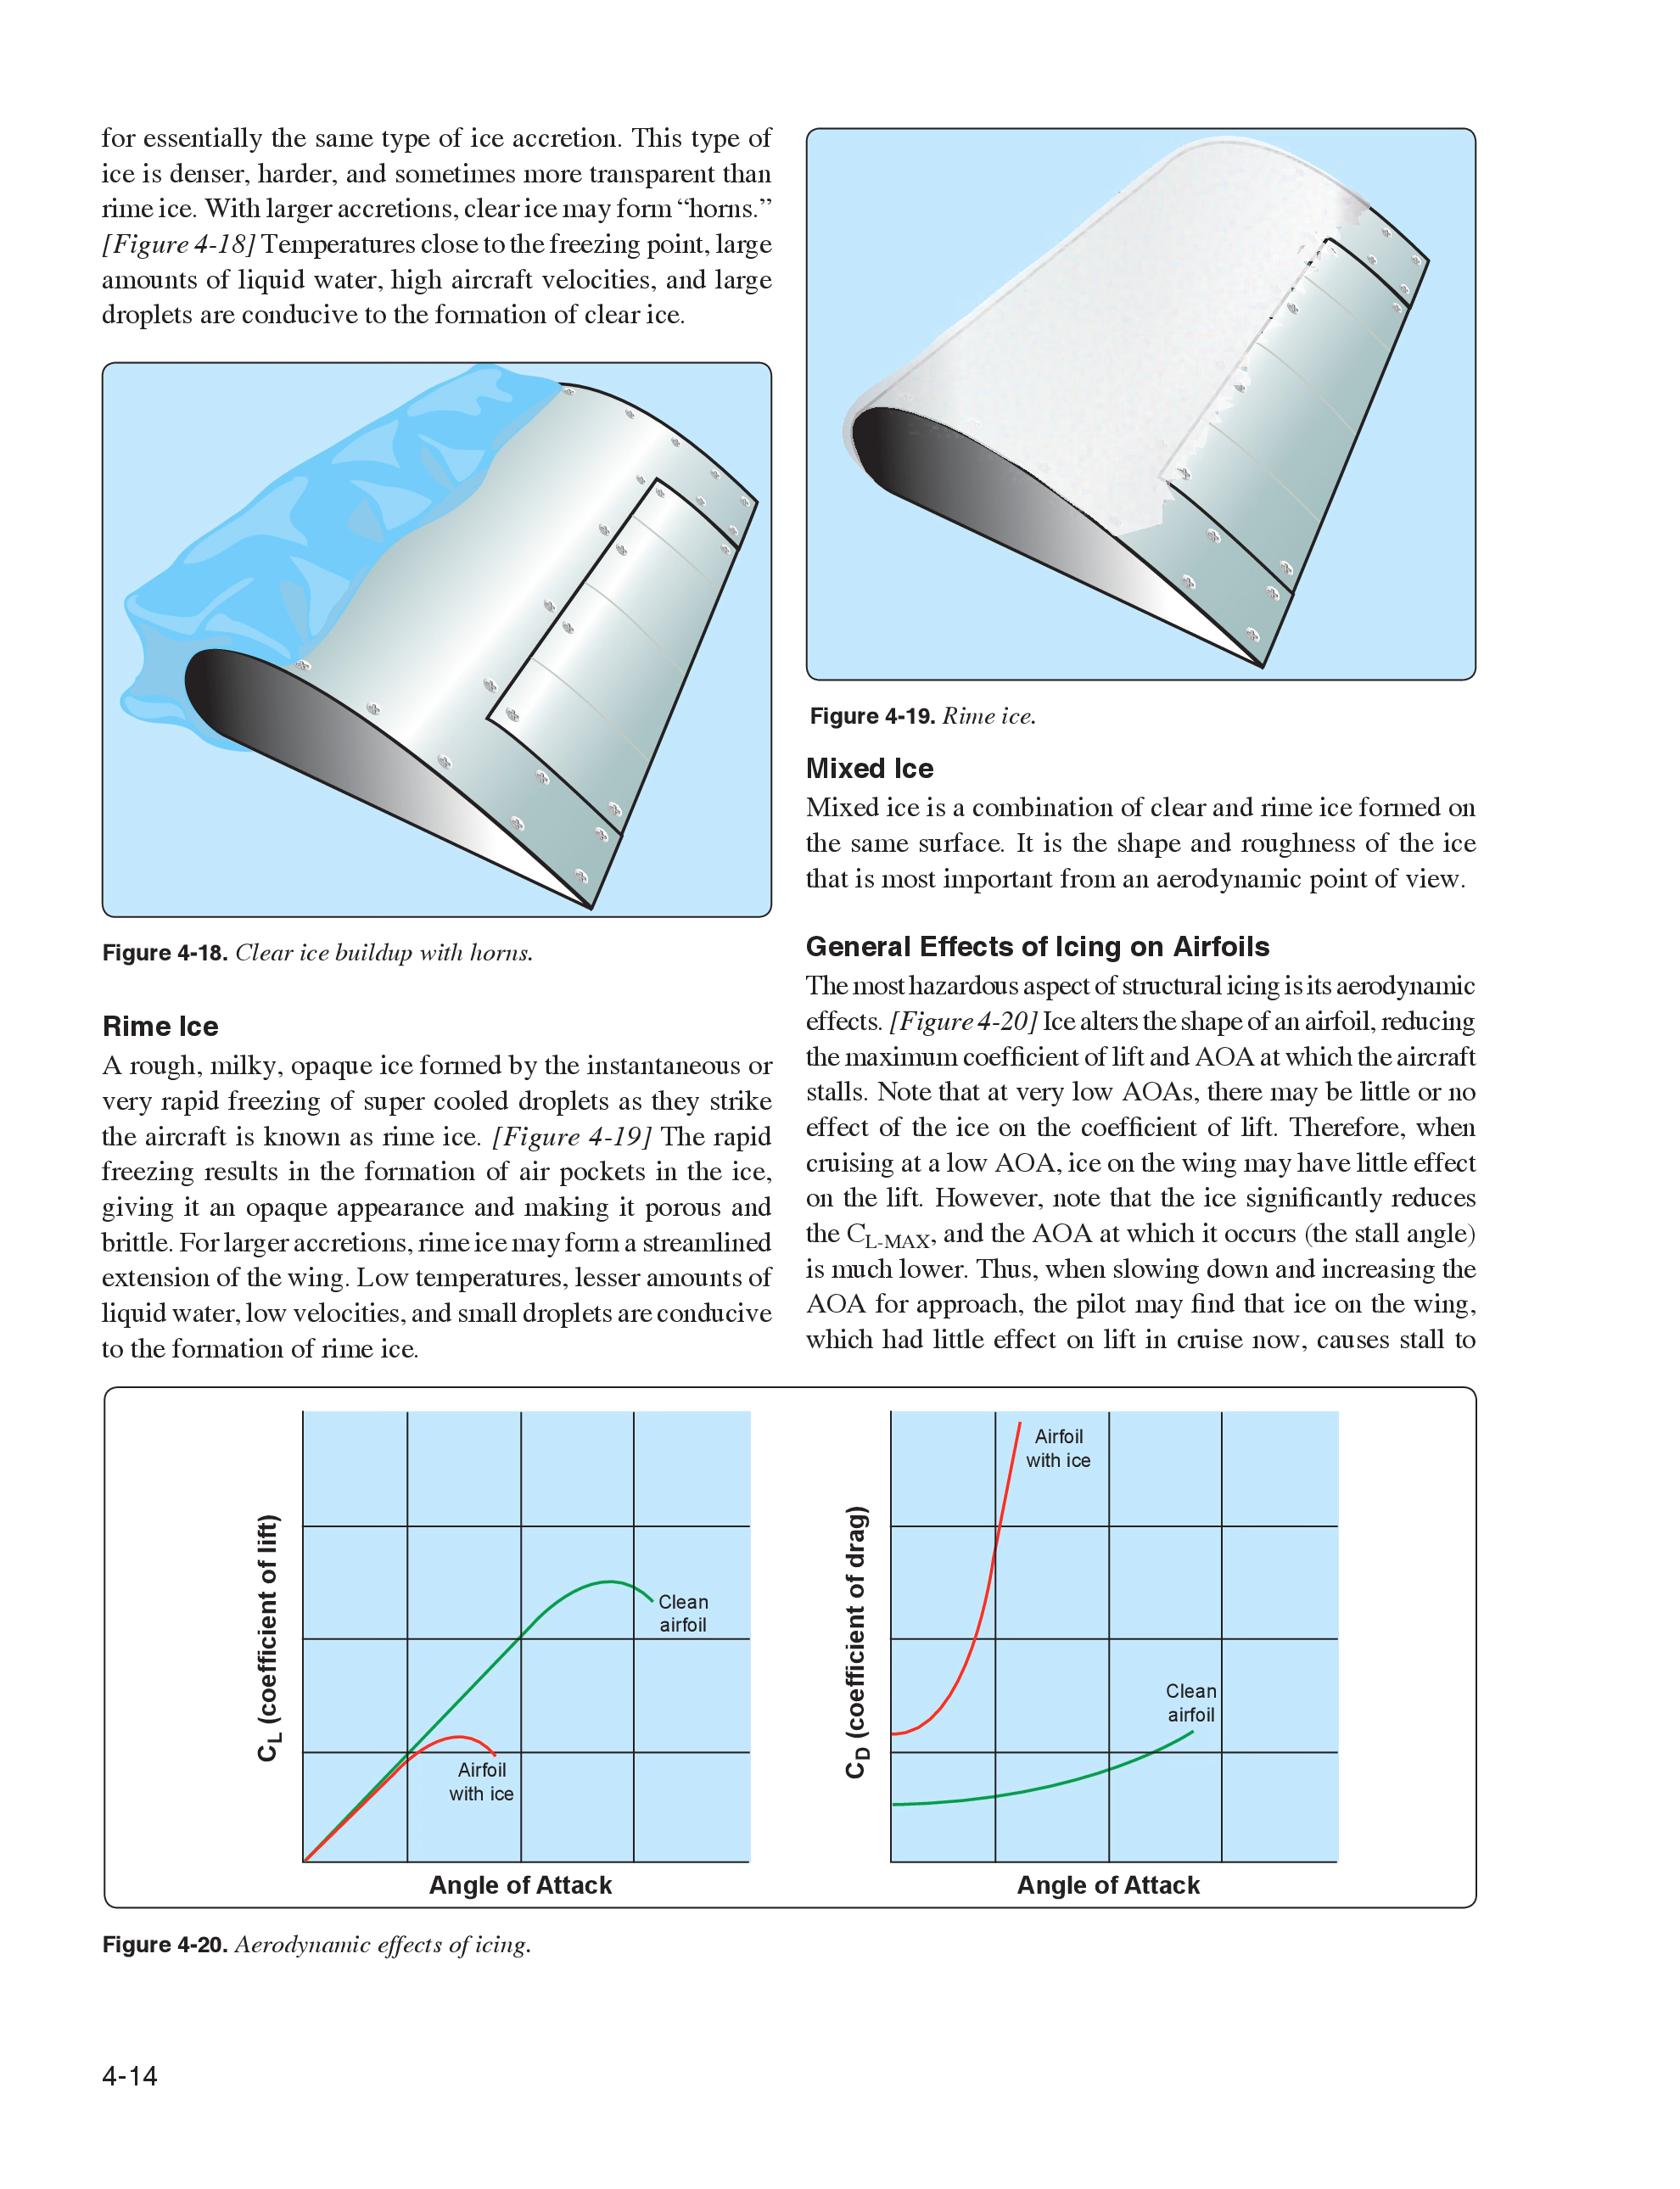 for essentially the same type of ice accretion. This type of
ice is denser, harder, and sometimes more transparent than
rime ice. With larger accretions, clear ice may form “horns.”
[Figure 4-18] Temperatures close to the freezing point, large
amounts of liquid water, high aircraft velocities, and large
droplets are conducive to the formation of clear ice.
Figure 4-18. Clear ice buildup with horns.
Rime Ice
A rough, milky, opaque ice formed by the instantaneous or
very rapid freezing of super cooled droplets as they strike
the aircraft is known as rime ice. [Figure 4-19] The rapid
freezing results in the formation of air pockets in the ice,
giving it an opaque appearance and making it porous and
brittle. For larger accretions, rime ice may form a streamlined
extension of the wing. Low temperatures, lesser amounts of
liquid water, low velocities, and small droplets are conducive
to the formation of rime ice.
Figure 4-19. Rime ice.
Mixed Ice
Mixed ice is a combination of clear and rime ice formed on
the same surface. It is the shape and roughness of the ice
that is most important from an aerodynamic point of view.
General Effects of Icing on Airfoils
The most hazardous aspect of structural icing is its aerodynamic
effects. [Figure 4-20] Ice alters the shape of an airfoil, reducing
the maximum coefficient of lift and AOA at which the aircraft
stalls. Note that at very low AOAs, there may be little or no
effect of the ice on the coefficient of lift. Therefore, when
cruising at a low AOA, ice on the wing may have little effect
on the lift. However, note that the ice significantly reduces
the CL-MAX, and the AOA at which it occurs (the stall angle)
is much lower. Thus, when slowing down and increasing the
AOA for approach, the pilot may find that ice on the wing,
which had little effect on lift in cruise now, causes stall to
CL (coefficient of lift)
Clean
airfoil
Airfoil
with ice
Angle of Attack
CD (coefficient of drag)
Airfoil
with ice
Clean
airfoil
Angle of Attack
Figure 4-20. Aerodynamic effects of icing.
4-14